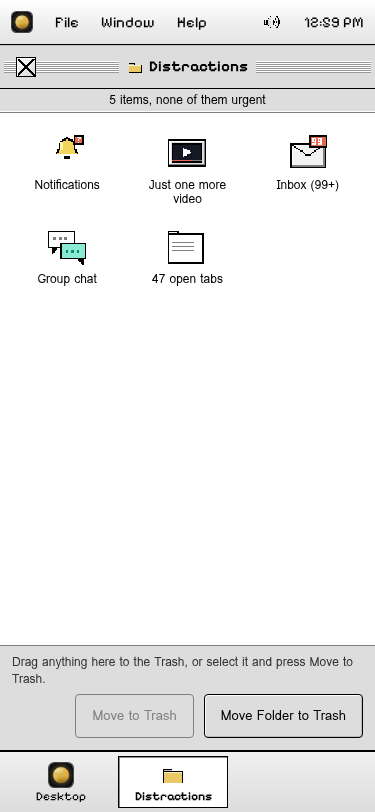 File Window Help 12:59 PM
Distractions
5 items, none of them urgent
Notifications
Just one more
video
Inbox (99+)
Group chat
47 open tabs
Drag anything here to the Trash, or select it and press Move to
Trash.
Move to Trash
Move Folder to Trash
Desktop
Distractions